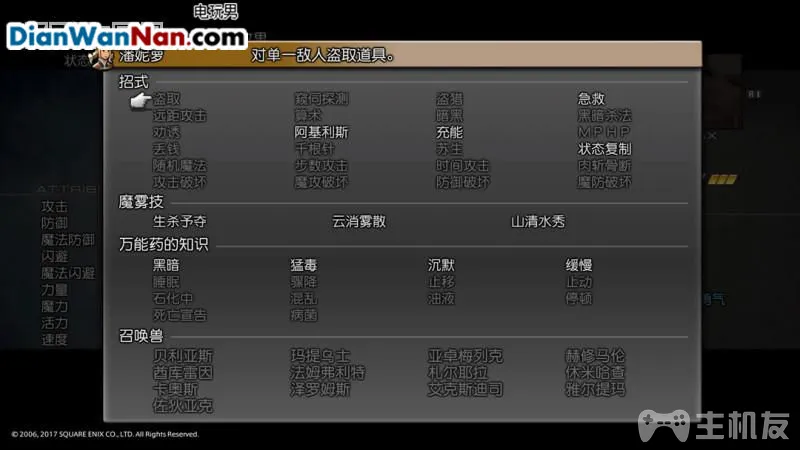 电玩男
DianWanNan.com
状态
潘妮罗 对单一敌人盗取道具。
招式
盗取 窥伺探测 盗猎 急救
远距攻击 算术 暗黑 黑暗杀法
劝诱 阿基利斯 充能 MPHP
丢钱 千根针 苏生 状态复制
随机魔法 步数攻击 时间攻击 肉斩骨断
攻击破坏 魔攻破坏 防御破坏 魔防破坏
ATTRIB
攻击
防御
魔法防御
闪避
魔法闪避
力量
魔力
活力
速度
魔雾技
生杀予夺 云消雾散 山清水秀
万能药的知识
黑暗 猛毒 沉默 缓慢
睡眠 骤降 止移 止动
石化中 混乱 油液 停顿
死亡宣告 病菌
召唤兽
贝利亚斯 玛提乌士 亚卓梅列克 赫修马伦
酋库雷因 法姆弗利特 札尔耶拉 休米哈查
卡奥斯 泽罗姆斯 艾克斯迪司 雅尔提玛
佐狄亚克
R1
勇气
© 2006, 2017 SQUARE ENIX CO., LTD. All Rights Reserved.
主机友